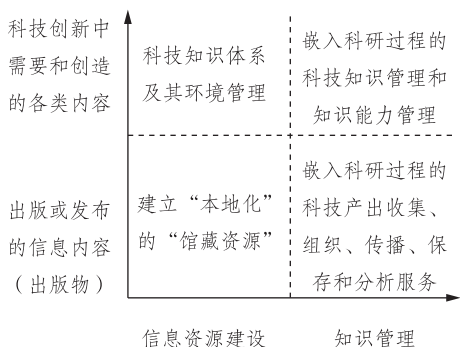 科技创新中
需要和创造
的各类内容
科技知识体系
及其环境管理
嵌入科研过程的
科技知识管理和
知识能力管理
出版或发布
的信息内容
（出版物）
建立“本地化”
的“馆藏资源”
嵌入科研过程的
科技产出收集、
组织、传播、保
存和分析服务
信息资源建设
知识管理